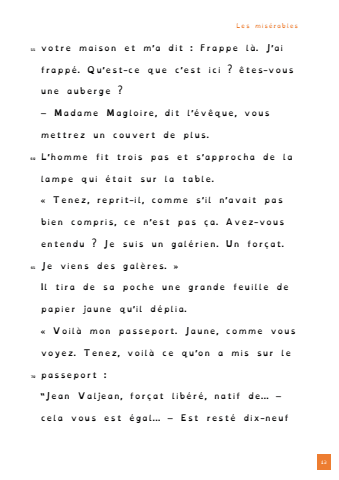 Les misérables
votre maison et m'a dit : Frappe là. J'ai
frappé. Qu'est-ce que c'est ici ? êtes-vous
une auberge ?
– Madame Magloire, dit l'évêque, vous
mettrez un couvert de plus.
L'homme fit trois pas et s'approcha de la
lampe qui était sur la table.
« Tenez, reprit-il, comme s'il n'avait pas
bien compris, ce n'est pas ça. Avez-vous
entendu ? Je suis un galérien. Un forçat.
Je viens des galères. »
Il tira de sa poche une grande feuille de
papier jaune qu'il déplia.
« Voilà mon passeport. Jaune, comme vous
voyez. Tenez, voilà ce qu'on a mis sur le
passeport :
"Jean Valjean, forçat libéré, natif de... –
cela vous est égal... – Est resté dix-neuf